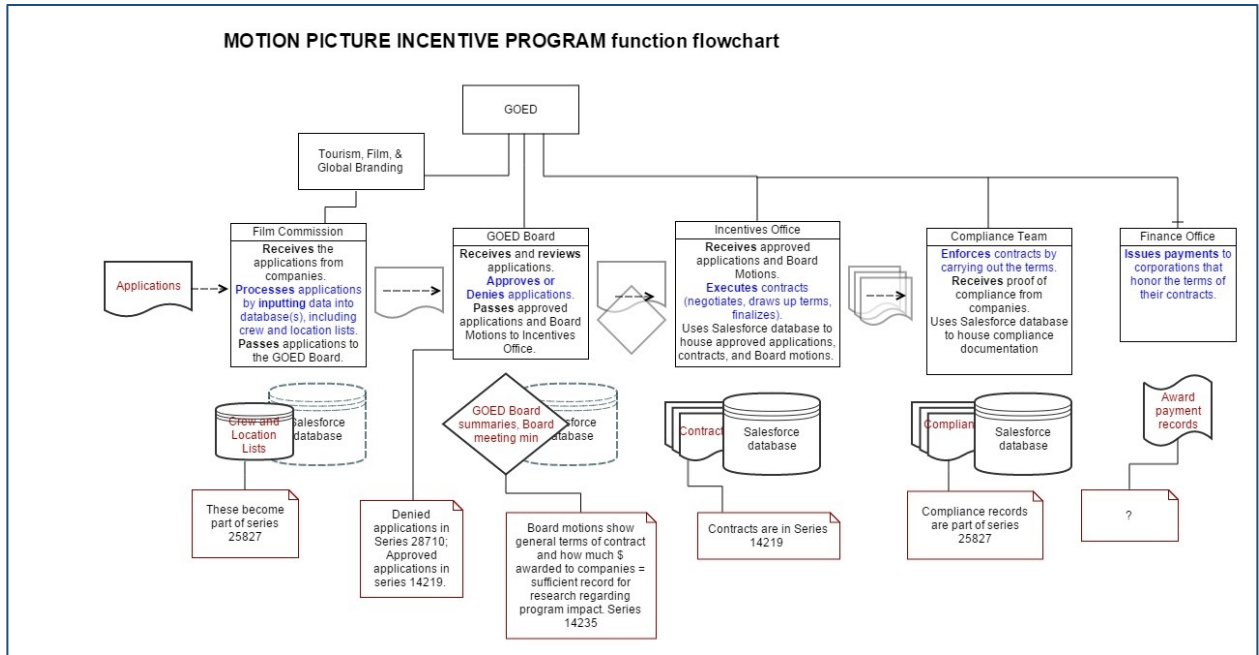 MOTION PICTURE INCENTIVE PROGRAM function flowchart
GOED
Tourism, Film, &
Global Branding
Applications
Film Commission
Receives the
applications from
companies.
Processes applications
by inputting data into
database(s), including
crew and location lists.
Passes applications to
the GOED Board.
GOED Board
Receives and reviews
applications.
Approves or
Denies applications.
Passes approved
applications and Board
Motions to Incentives
Office.
Incentives Office
Receives approved
applications and Board
Motions.
Executes contracts
(negotiates, draws up terms,
finalizes).
Uses Salesforce database to
house approved applications,
contracts, and Board motions.
Compliance Team
Enforces contracts by
carrying out the terms.
Receives proof of
compliance from
companies.
Uses Salesforce database
to house compliance
documentation
Finance Office
Issues payments to
corporations that
honor the terms of
their contracts.
Crew and
Location
Lists
Salesforce
database
GOED Board
summaries, Board
meeting min
Contract
Salesforce
database
Complian
Salesforce
database
Award
payment
records
These become
part of series
25827
Denied
applications in
Series 28710;
Approved
applications in
series 14219.
Board motions show
general terms of contract
and how much $
awarded to companies =
sufficient record for
research regarding
program impact. Series
14235
Contracts are in Series
14219
Compliance records
are part of series
25827
?